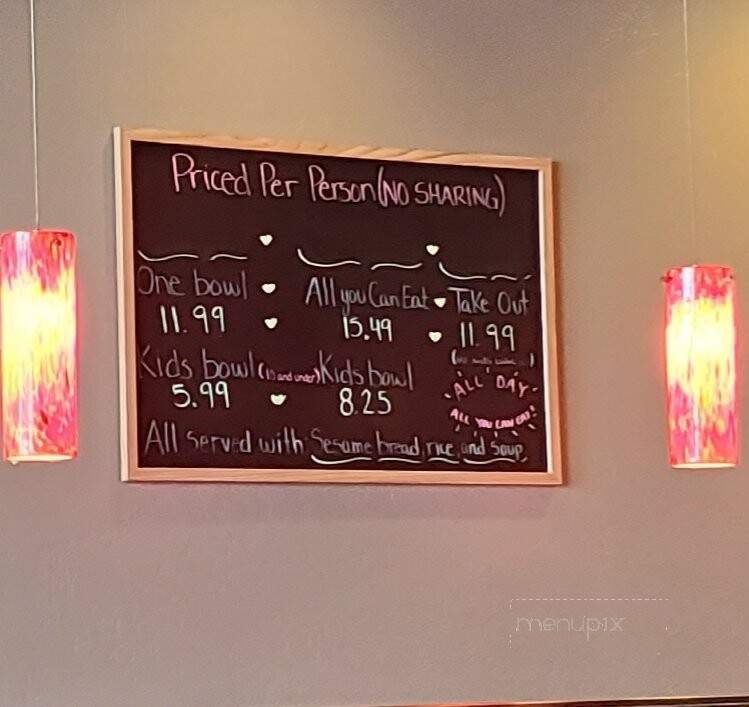 Priced Per Person (NO SHARING)
One bowl All you Can Eat Take Out
11.99 15.49 11.99
Kids bowl (10 and under) Kids bowl
5.99 8.25
ALL DAY
ALL YOU CAN EAT!
All served with Sesame bread, rice, and soup.
menupix